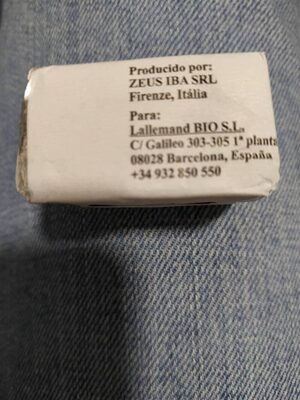 Producido por:
ZEUS IBA SRL
Firenze, Itália
Para:
Lallemand BIO S.L.
C/ Galileo 303-305 1ª planta
08028 Barcelona, España
+34 932 850 550